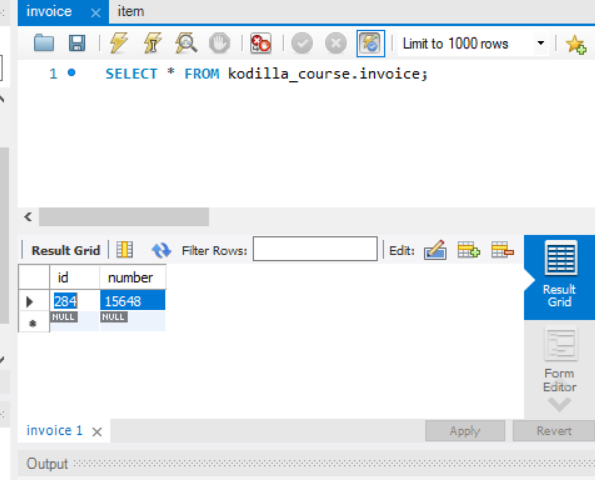 invoice × item
Limit to 1000 rows
1 SELECT * FROM kodilla_course.invoice;
Result Grid Filter Rows: Edit:
Result
Grid
id number
284 15648
NULL NULL
Form
Editor
invoice 1 × Apply Revert
Output